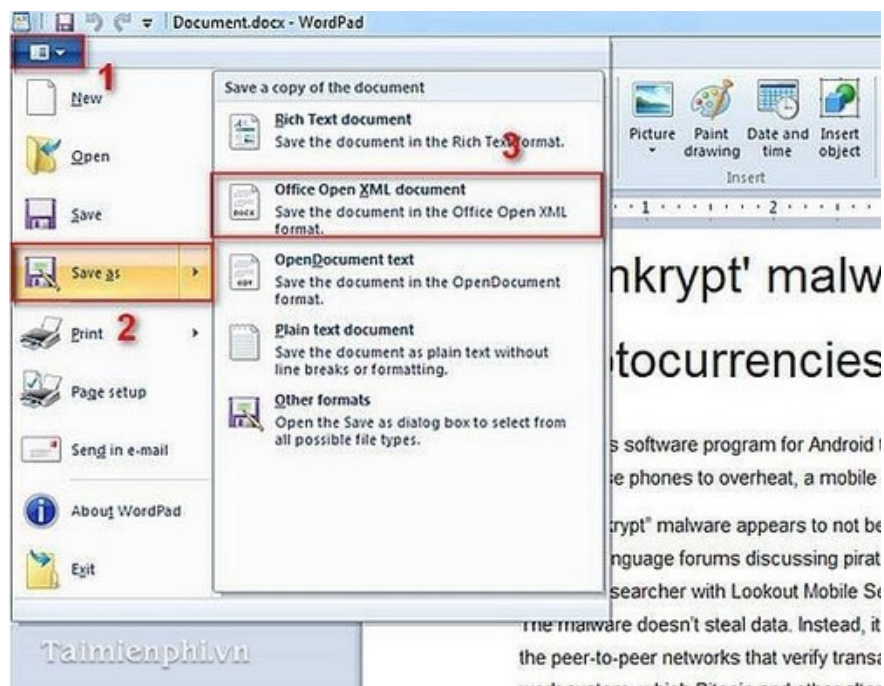 Document.docx - WordPad
1
New
Open
Save
Save as
2
Print
Page setup
Send in e-mail
About WordPad
Exit
Save a copy of the document
Rich Text document
Save the document in the Rich Text format.
3
Office Open XML document
Save the document in the Office Open XML
format.
OpenDocument text
Save the document in the OpenDocument
format.
Plain text document
Save the document as plain text without
line breaks or formatting.
Other formats
Open the Save as dialog box to select from
all possible file types.
Picture
Paint
drawing
Date and
time
Insert
object
Insert
1 2
nkrypt' malw
tocurrencies
s software program for Android
se phones to overheat, a mobile
rypt" malware appears to not be
nguage forums discussing pirat
searcher with Lookout Mobile Se
The malware doesn't steal data. Instead, it
the peer-to-peer networks that verify transa
Taimienphi.vn